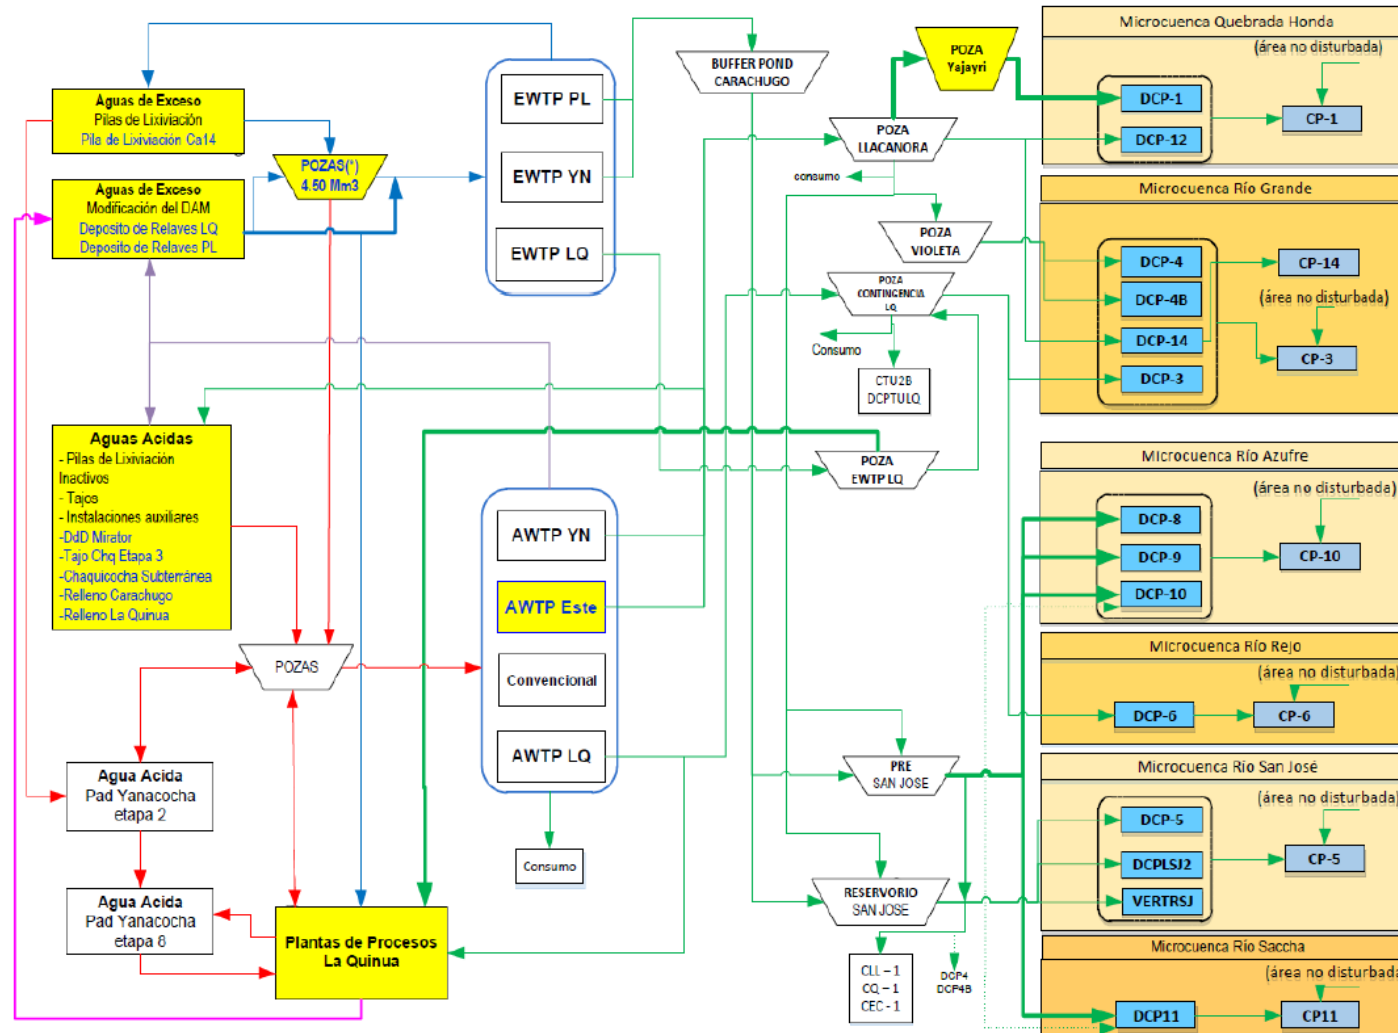 Aguas de Exceso
Pilas de Lixiviación
Pila de Lixiviación Ca14
Aguas de Exceso
Modificación del DAM
Deposito de Relaves LQ
Deposito de Relaves PL
POZAS(*)
4.50 Mm3
EWTP PL
EWTP YN
EWTP LQ
BUFFER POND
CARACHUGO
POZA
Yajayri
POZA
LLACANORA
consumo
POZA
VIOLETA
POZA
CONTINGENCIA
LQ
Consumo
CTU2B
DCPTULQ
POZA
EWTP LQ
Aguas Acidas
- Pilas de Lixiviación
Inactivos
- Tajos
- Instalaciones auxiliares
-DdD Mirator
-Tajo Chq Etapa 3
-Chaquicocha Subterránea
-Relleno Carachugo
-Relleno La Quinua
AWTP YN
AWTP Este
Convencional
AWTP LQ
POZAS
Consumo
Agua Acida
Pad Yanacocha
etapa 2
Agua Acida
Pad Yanacocha
etapa 8
Plantas de Procesos
La Quinua
PRE
SAN JOSE
RESERVORIO
SAN JOSE
CLL – 1
CQ – 1
CEC - 1
DCP4
DCP4B
Microcuenca Quebrada Honda
(área no disturbada)
DCP-1
DCP-12
CP-1
Microcuenca Río Grande
DCP-4
DCP-4B
DCP-14
DCP-3
CP-14
(área no disturbada)
CP-3
Microcuenca Río Azufre
(área no disturbada)
DCP-8
DCP-9
DCP-10
CP-10
Microcuenca Río Rejo
(área no disturbada)
DCP-6
CP-6
Microcuenca Río San José
(área no disturbada)
DCP-5
DCPLSJ2
VERTRSJ
CP-5
Microcuenca Río Saccha
(área no disturbada
DCP11
CP11